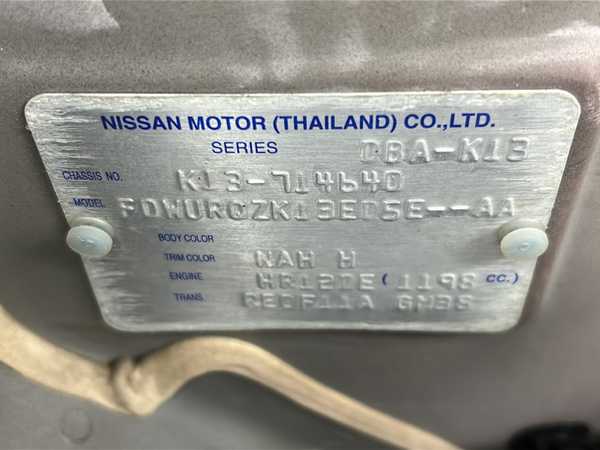 NISSAN MOTOR (THAILAND) CO.,LTD.
SERIES DBA-K13
CHASSIS NO. K13-714640
MODEL FDWURCZK13ED5E--AA
BODY COLOR
TRIM COLOR NAH H
ENGINE HR12DE (1198 CC.)
TRANS.